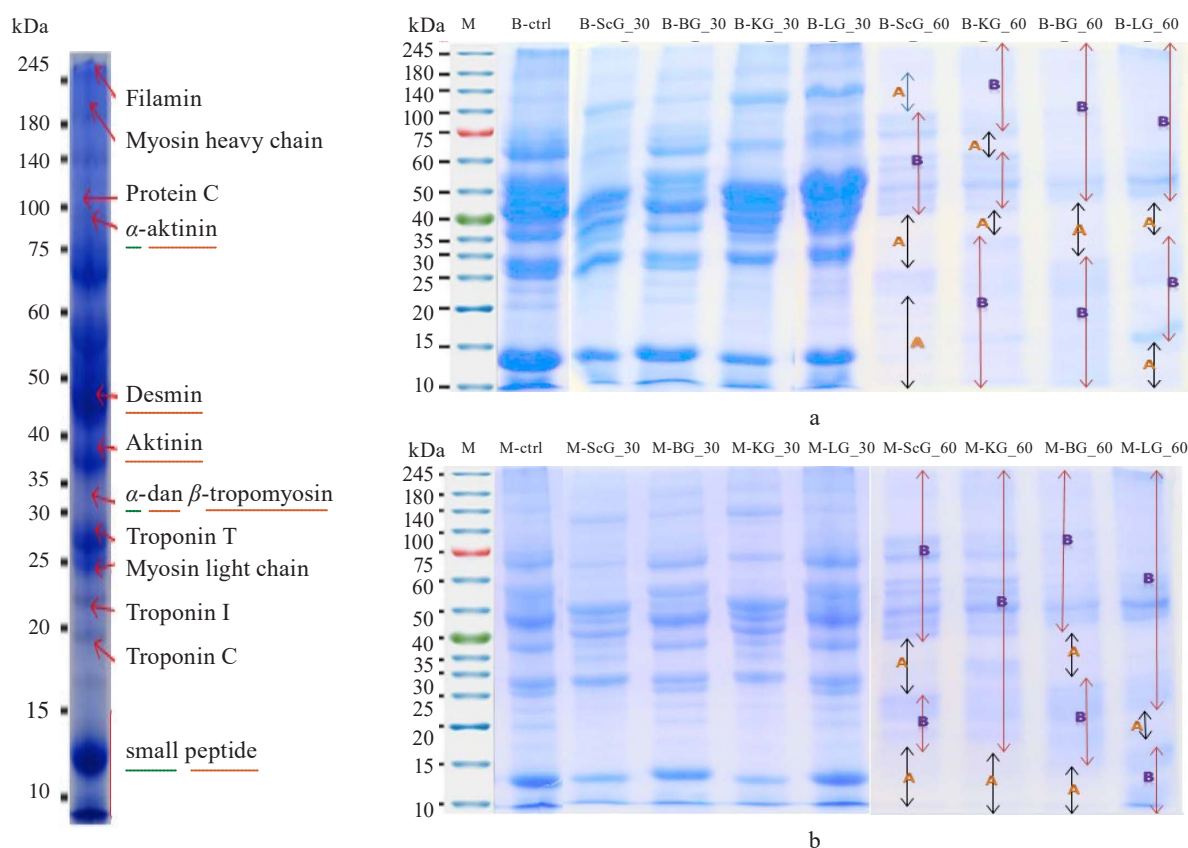 kDa
245
180
140
100
75
60
50
40
35
30
25
20
15
10
Filamin
Myosin heavy chain
Protein C
α-aktinin
Desmin
Aktinin
α-dan β-tropomyosin
Troponin T
Myosin light chain
Troponin I
Troponin C
small peptide
kDa M B-ctrl B-ScG_30 B-BG_30 B-KG_30 B-LG_30 B-ScG_60 B-KG_60 B-BG_60 B-LG_60
245
180
140
100
75
60
50
40
35
30
25
20
15
10
A B A A
B A A B
B A B
B A B A
a
kDa M M-ctrl M-ScG_30 M-BG_30 M-KG_30 M-LG_30 M-ScG_60 M-KG_60 M-BG_60 M-LG_60
245
180
140
100
75
60
50
40
35
30
25
20
15
10
B A B A
B A
B A B A
B A B
b